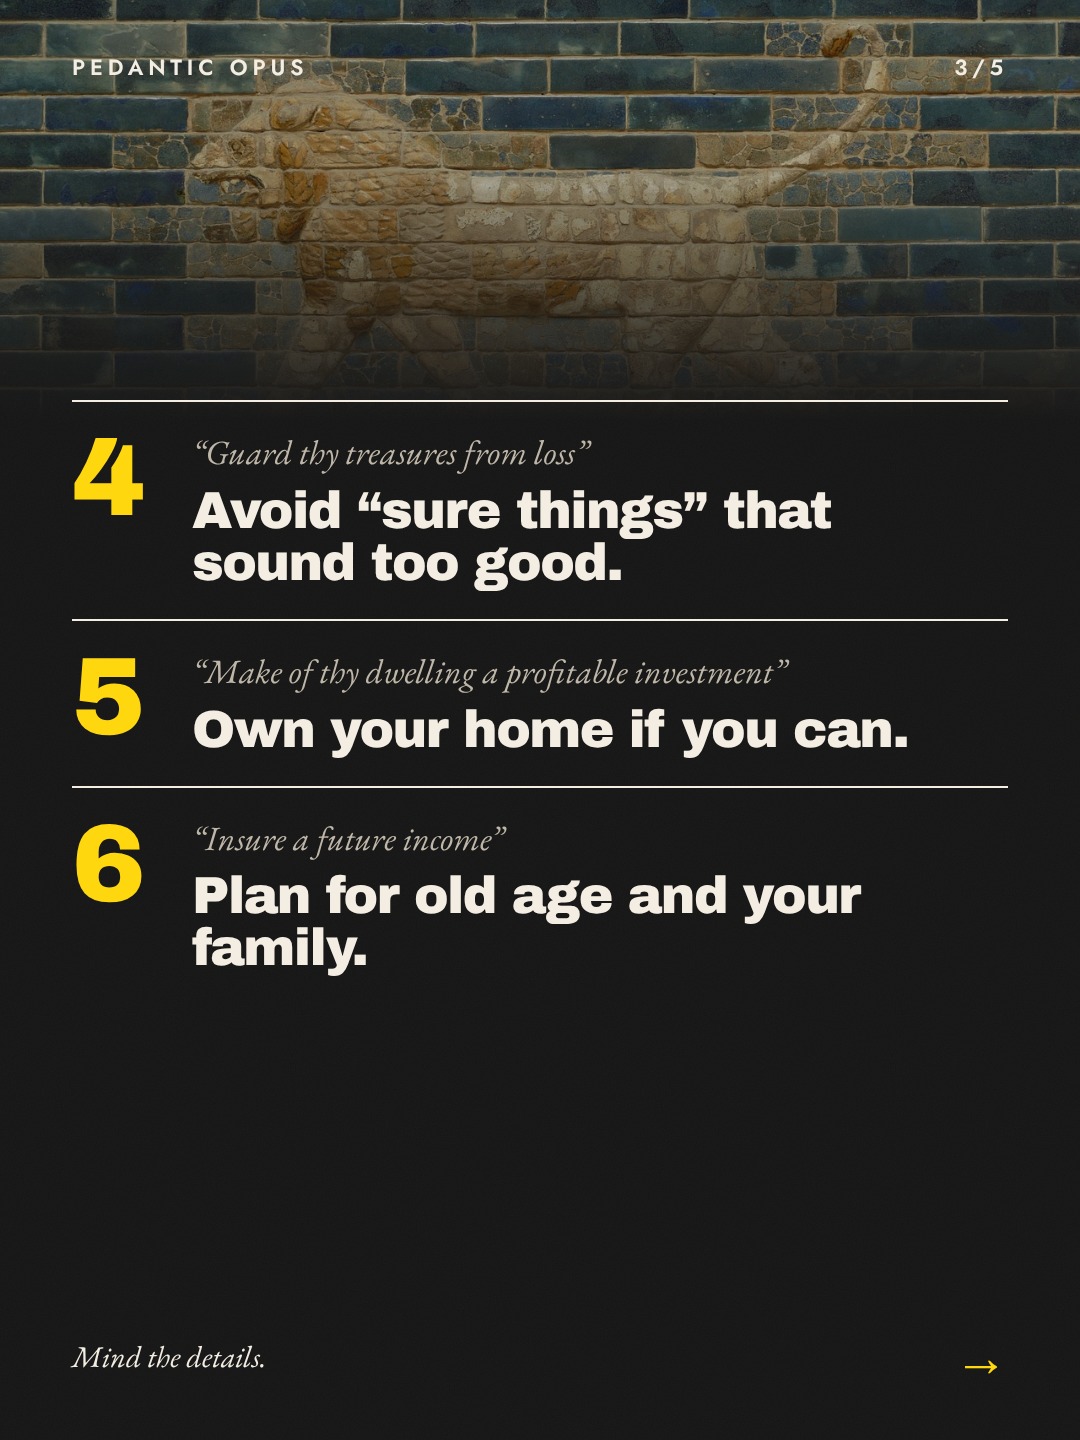 PEDANTIC OPUS
3/5
4
“Guard thy treasures from loss”
Avoid “sure things” that
sound too good.
5
“Make of thy dwelling a profitable investment”
Own your home if you can.
6
“Insure a future income”
Plan for old age and your
family.
Mind the details.
→